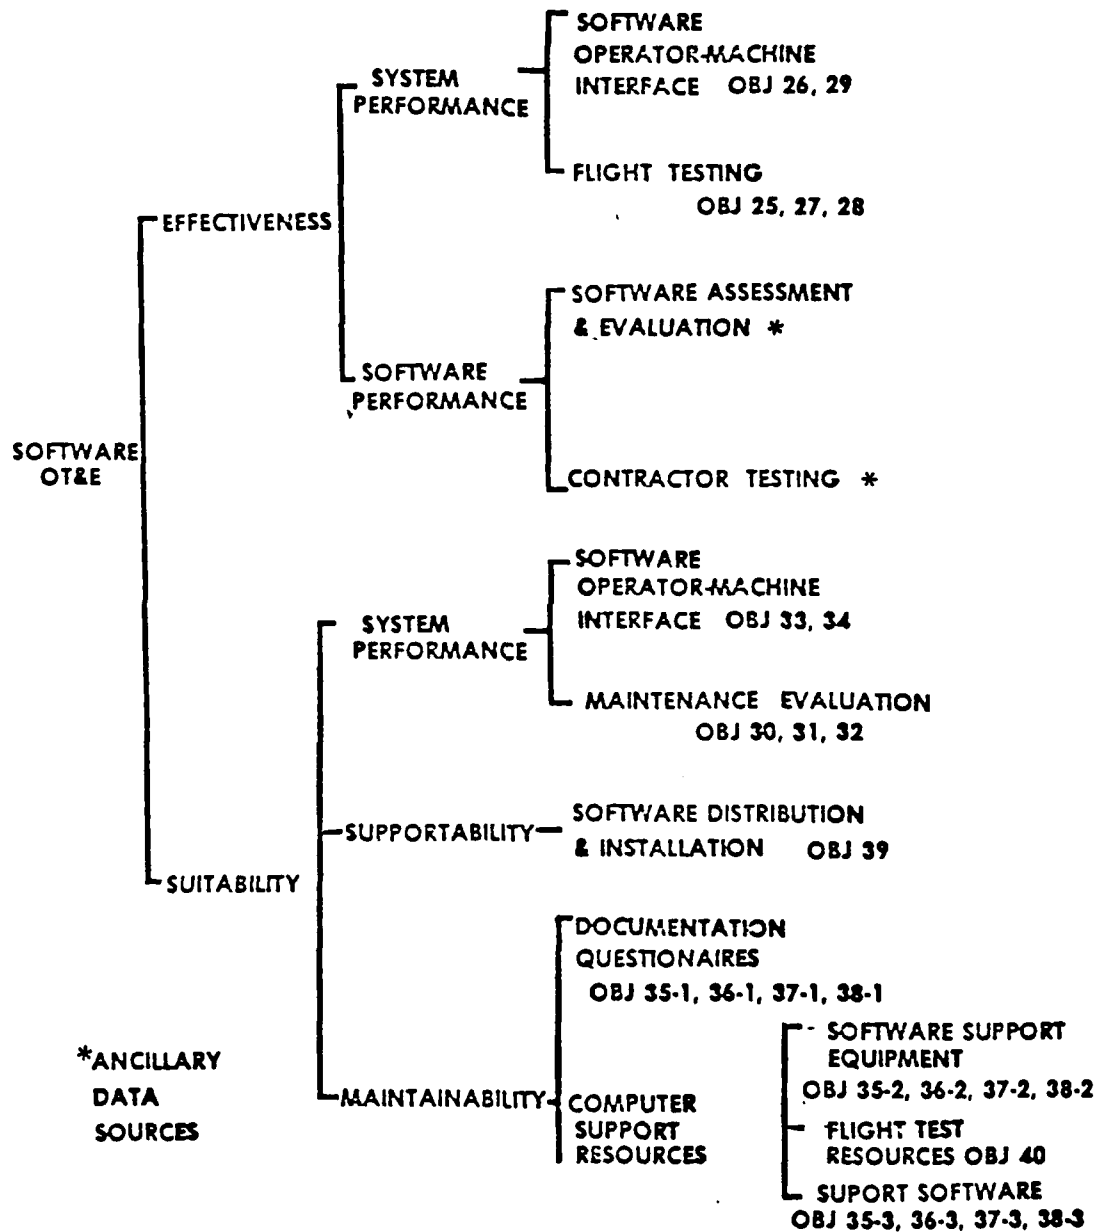 SOFTWARE
OT&E
EFFECTIVENESS
SYSTEM
PERFORMANCE
SOFTWARE
OPERATOR-MACHINE
INTERFACE OBJ 26, 29
FLIGHT TESTING
OBJ 25, 27, 28
SOFTWARE
PERFORMANCE
SOFTWARE ASSESSMENT
& EVALUATION *
CONTRACTOR TESTING *
SUITABILITY
SYSTEM
PERFORMANCE
SOFTWARE
OPERATOR-MACHINE
INTERFACE OBJ 33, 34
MAINTENANCE EVALUATION
OBJ 30, 31, 32
SUPPORTABILITY
SOFTWARE DISTRIBUTION
& INSTALLATION OBJ 39
MAINTAINABILITY
DOCUMENTATION
QUESTIONAIRES
OBJ 35-1, 36-1, 37-1, 38-1
COMPUTER
SUPPORT
RESOURCES
SOFTWARE SUPPORT
EQUIPMENT
OBJ 35-2, 36-2, 37-2, 38-2
FLIGHT TEST
RESOURCES OBJ 40
SUPORT SOFTWARE
OBJ 35-3, 36-3, 37-3, 38-3
*ANCILLARY
DATA
SOURCES